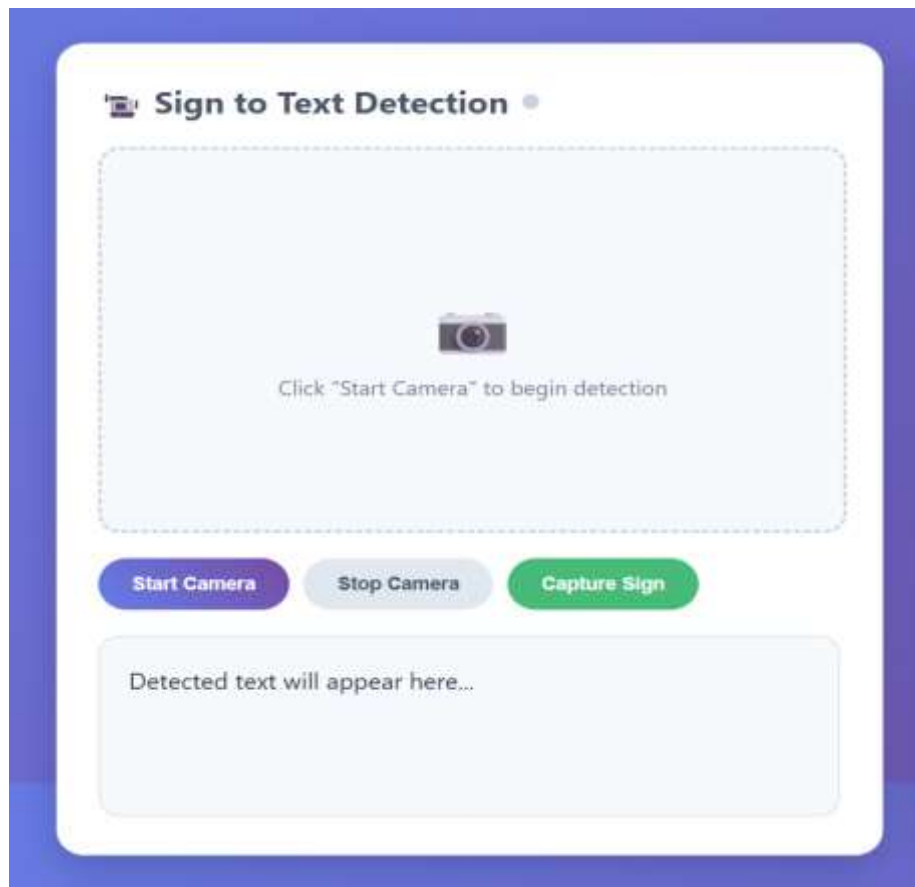 Sign to Text Detection
Click "Start Camera" to begin detection
Start Camera Stop Camera Capture Sign
Detected text will appear here...